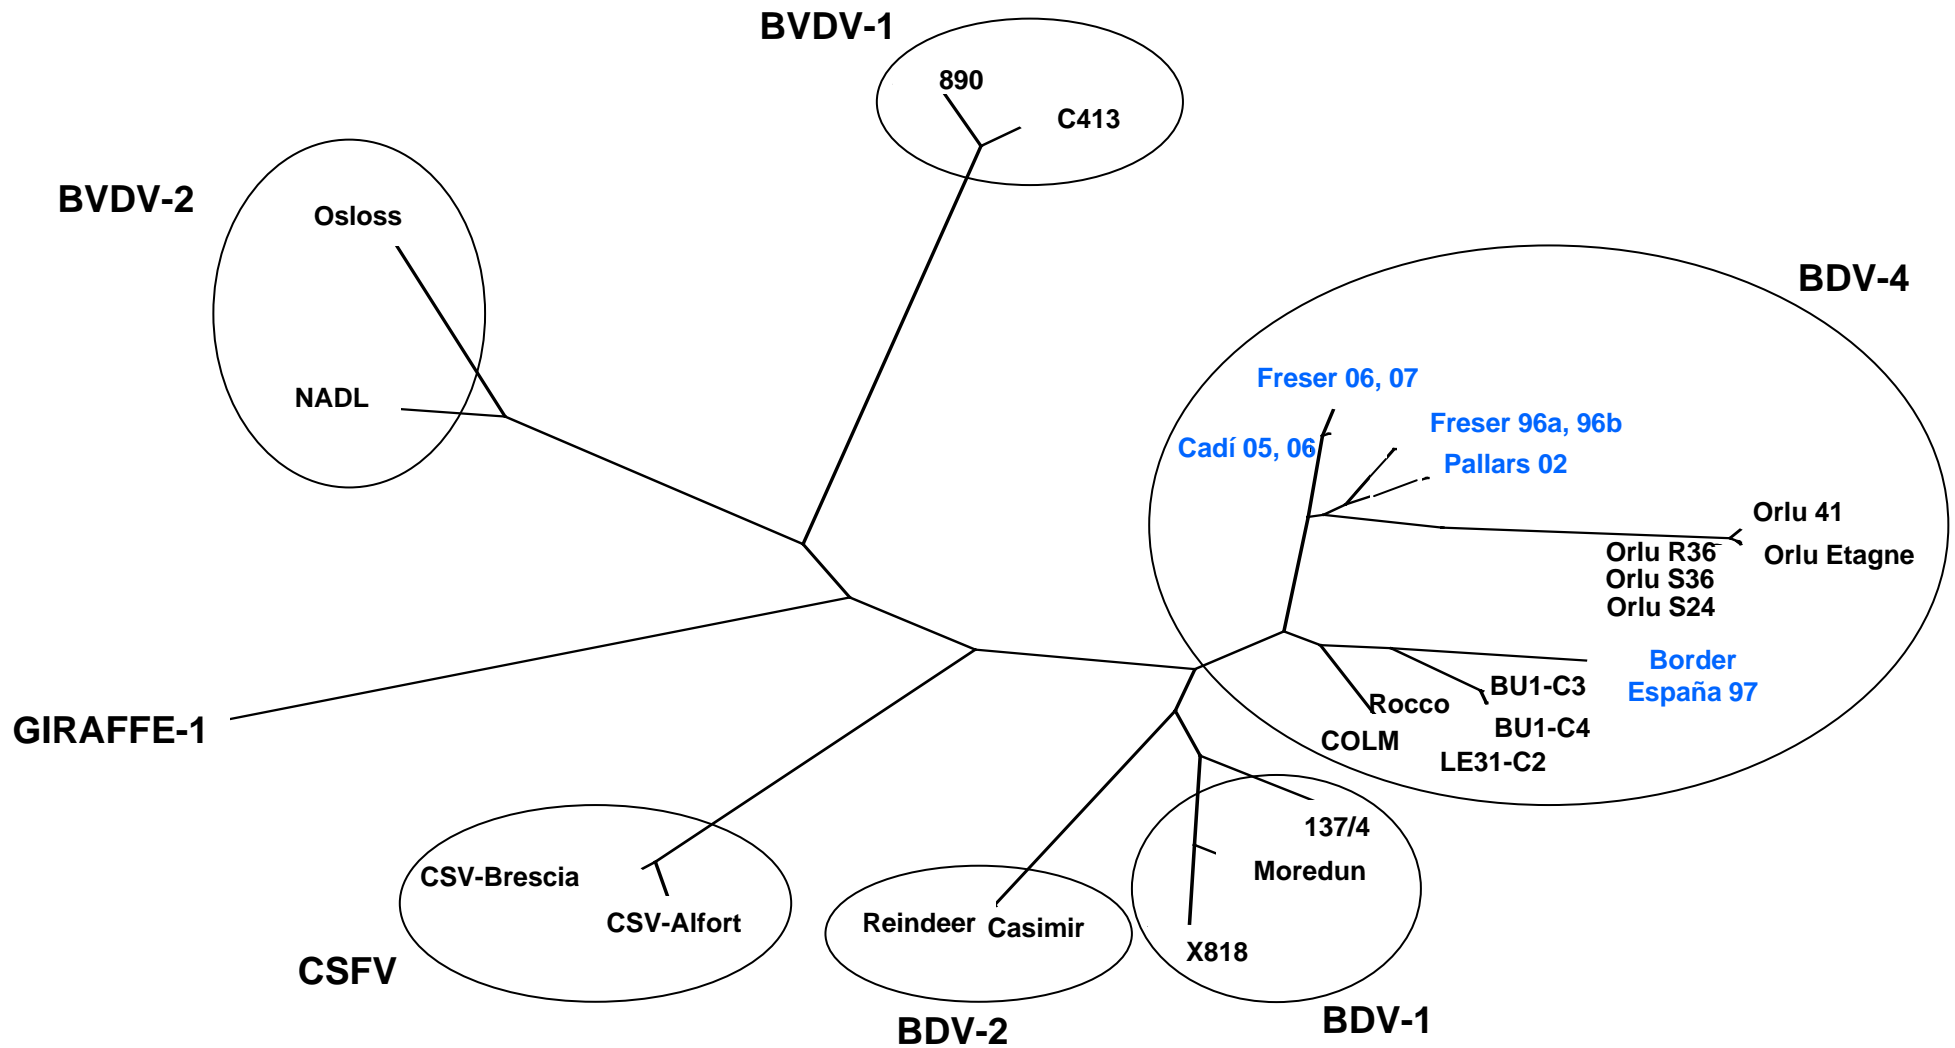 BVDV-1
890
C413
BVDV-2
Osloss
NADL
BDV-4
Freser 06, 07
Freser 96a, 96b
Cadí 05, 06
Pallars 02
Orlu 41
Orlu R36
Orlu Etagne
Orlu S36
Orlu S24
Border
España 97
BU1-C3
Rocco
BU1-C4
COLM
LE31-C2
GIRAFFE-1
137/4
Moredun
X818
BDV-1
CSV-Brescia
CSV-Alfort
CSFV
Reindeer
Casimir
BDV-2